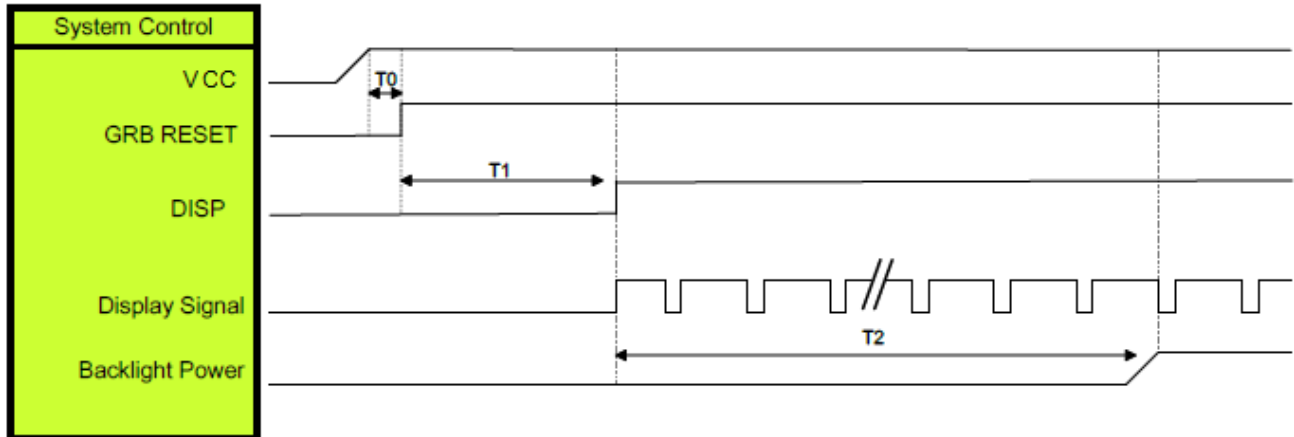 System Control
VCC
T0
GRB RESET
T1
DISP
Display Signal
T2
Backlight Power